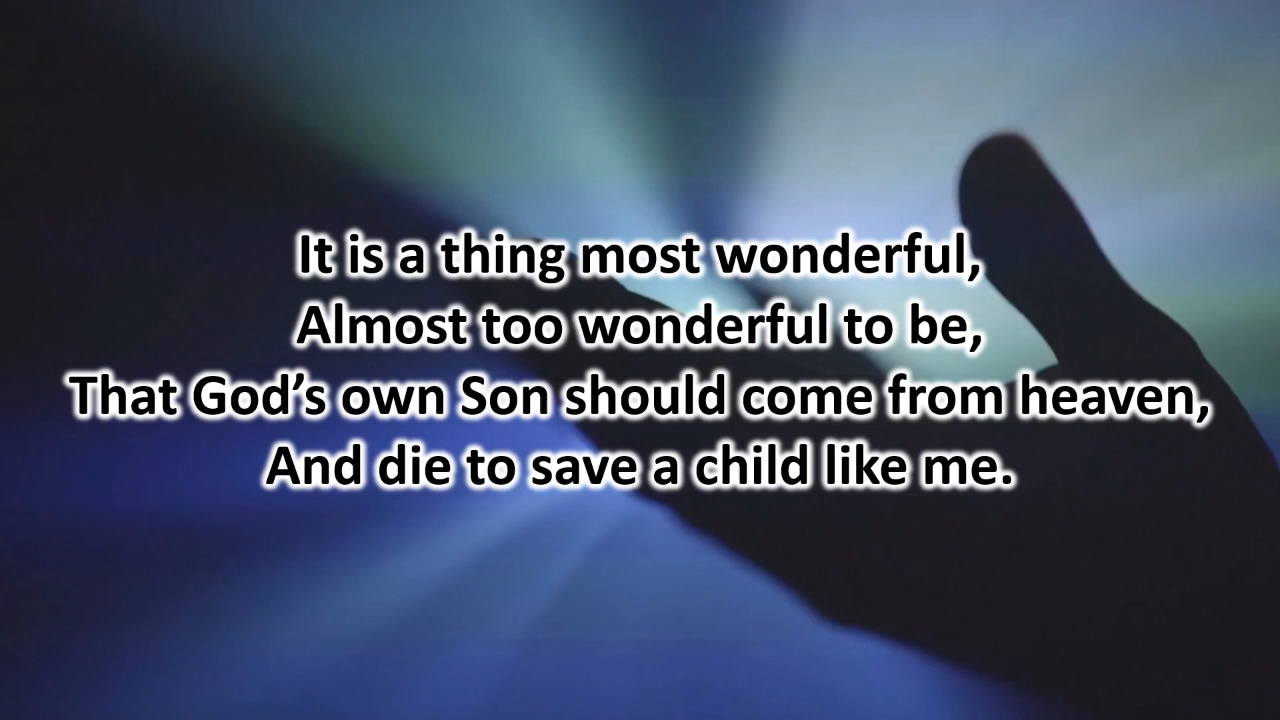 It is a thing most wonderful,
Almost too wonderful to be,
That God’s own Son should come from heaven,
And die to save a child like me.